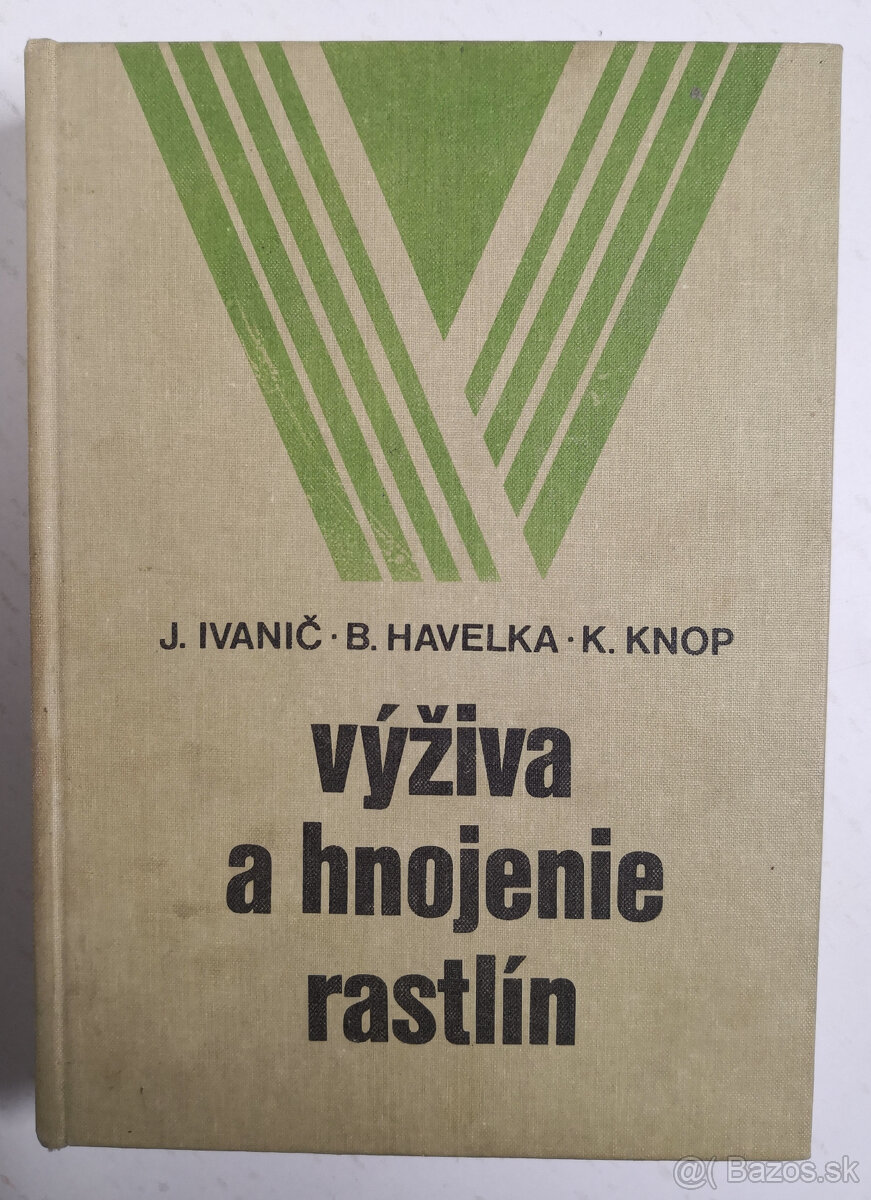 J. IVANIČ · B. HAVELKA · K. KNOP
výživa
a hnojenie
rastlín
@( Bazos.sk